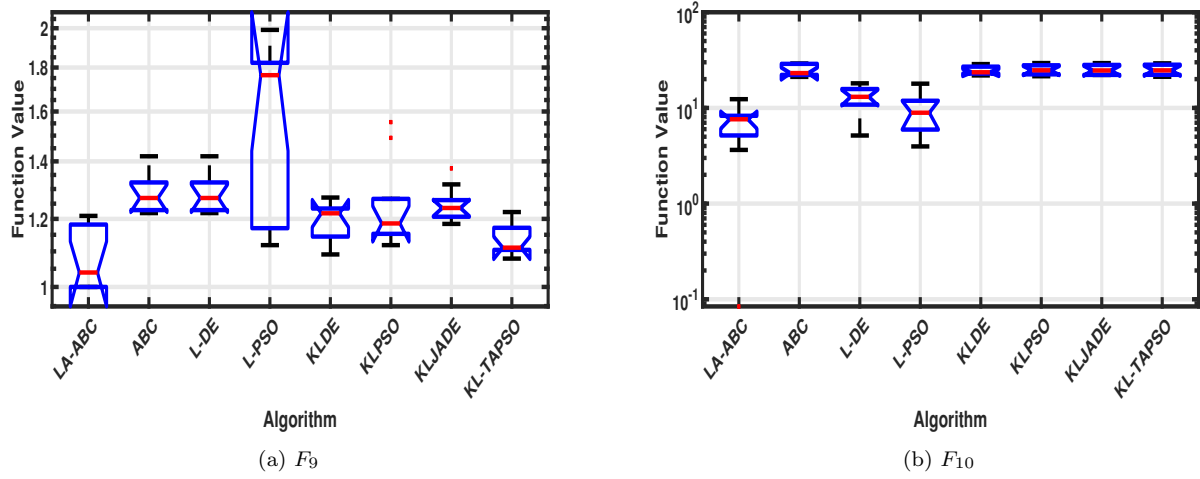 2
1.8
1.6
1.4
1.2
1
Function Value
LA-ABC
ABC
L-DE
L-PSO
KLDE
KLPSO
KLJADE
KL-TAPSO
Algorithm
(a) F9
10^2
10^1
10^0
10^-1
Function Value
LA-ABC
ABC
L-DE
L-PSO
KLDE
KLPSO
KLJADE
KL-TAPSO
Algorithm
(b) F10